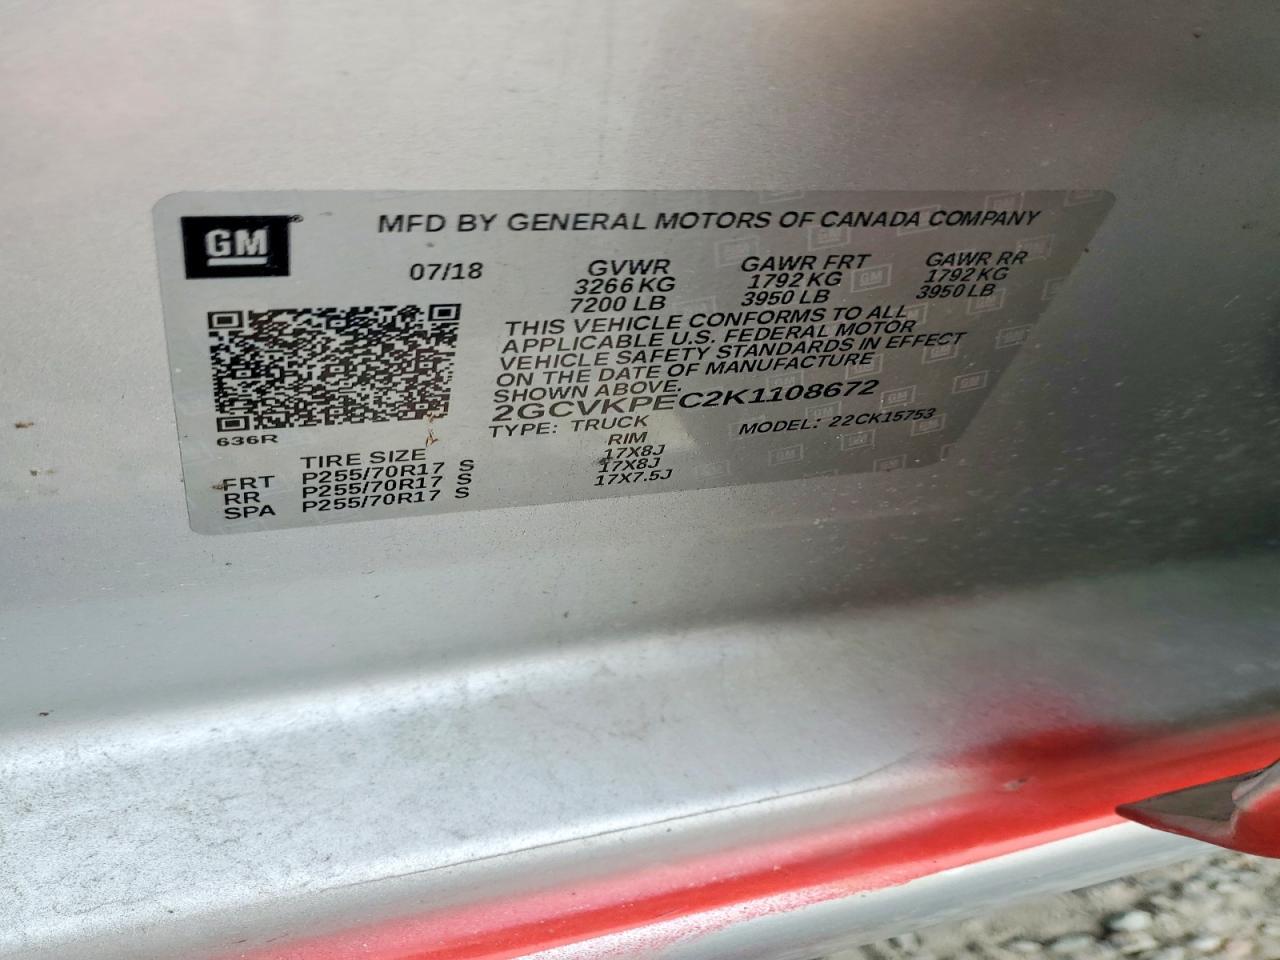 GM
MFD BY GENERAL MOTORS OF CANADA COMPANY
07/18
GVWR GAWR FRT GAWR RR
3266 KG 1792 KG 1792 KG
7200 LB 3950 LB 3950 LB
THIS VEHICLE CONFORMS TO ALL
APPLICABLE U.S. FEDERAL MOTOR
VEHICLE SAFETY STANDARDS IN EFFECT
ON THE DATE OF MANUFACTURE
SHOWN ABOVE.
2GCVKPEC2K1108672
TYPE: TRUCK MODEL: 22CK15753
636R
TIRE SIZE RIM
FRT P255/70R17 S 17X8J
RR P255/70R17 S 17X8J
SPA P255/70R17 S 17X7.5J